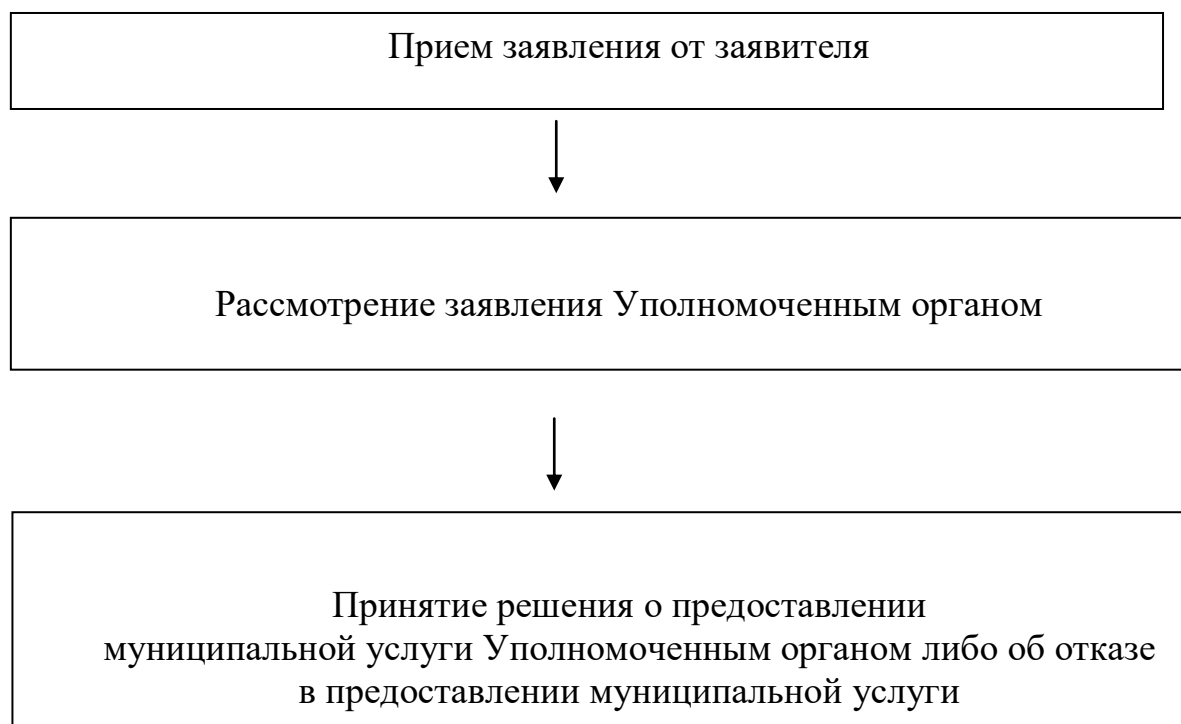 Прием заявления от заявителя
Рассмотрение заявления Уполномоченным органом
Принятие решения о предоставлении
муниципальной услуги Уполномоченным органом либо об отказе
в предоставлении муниципальной услуги